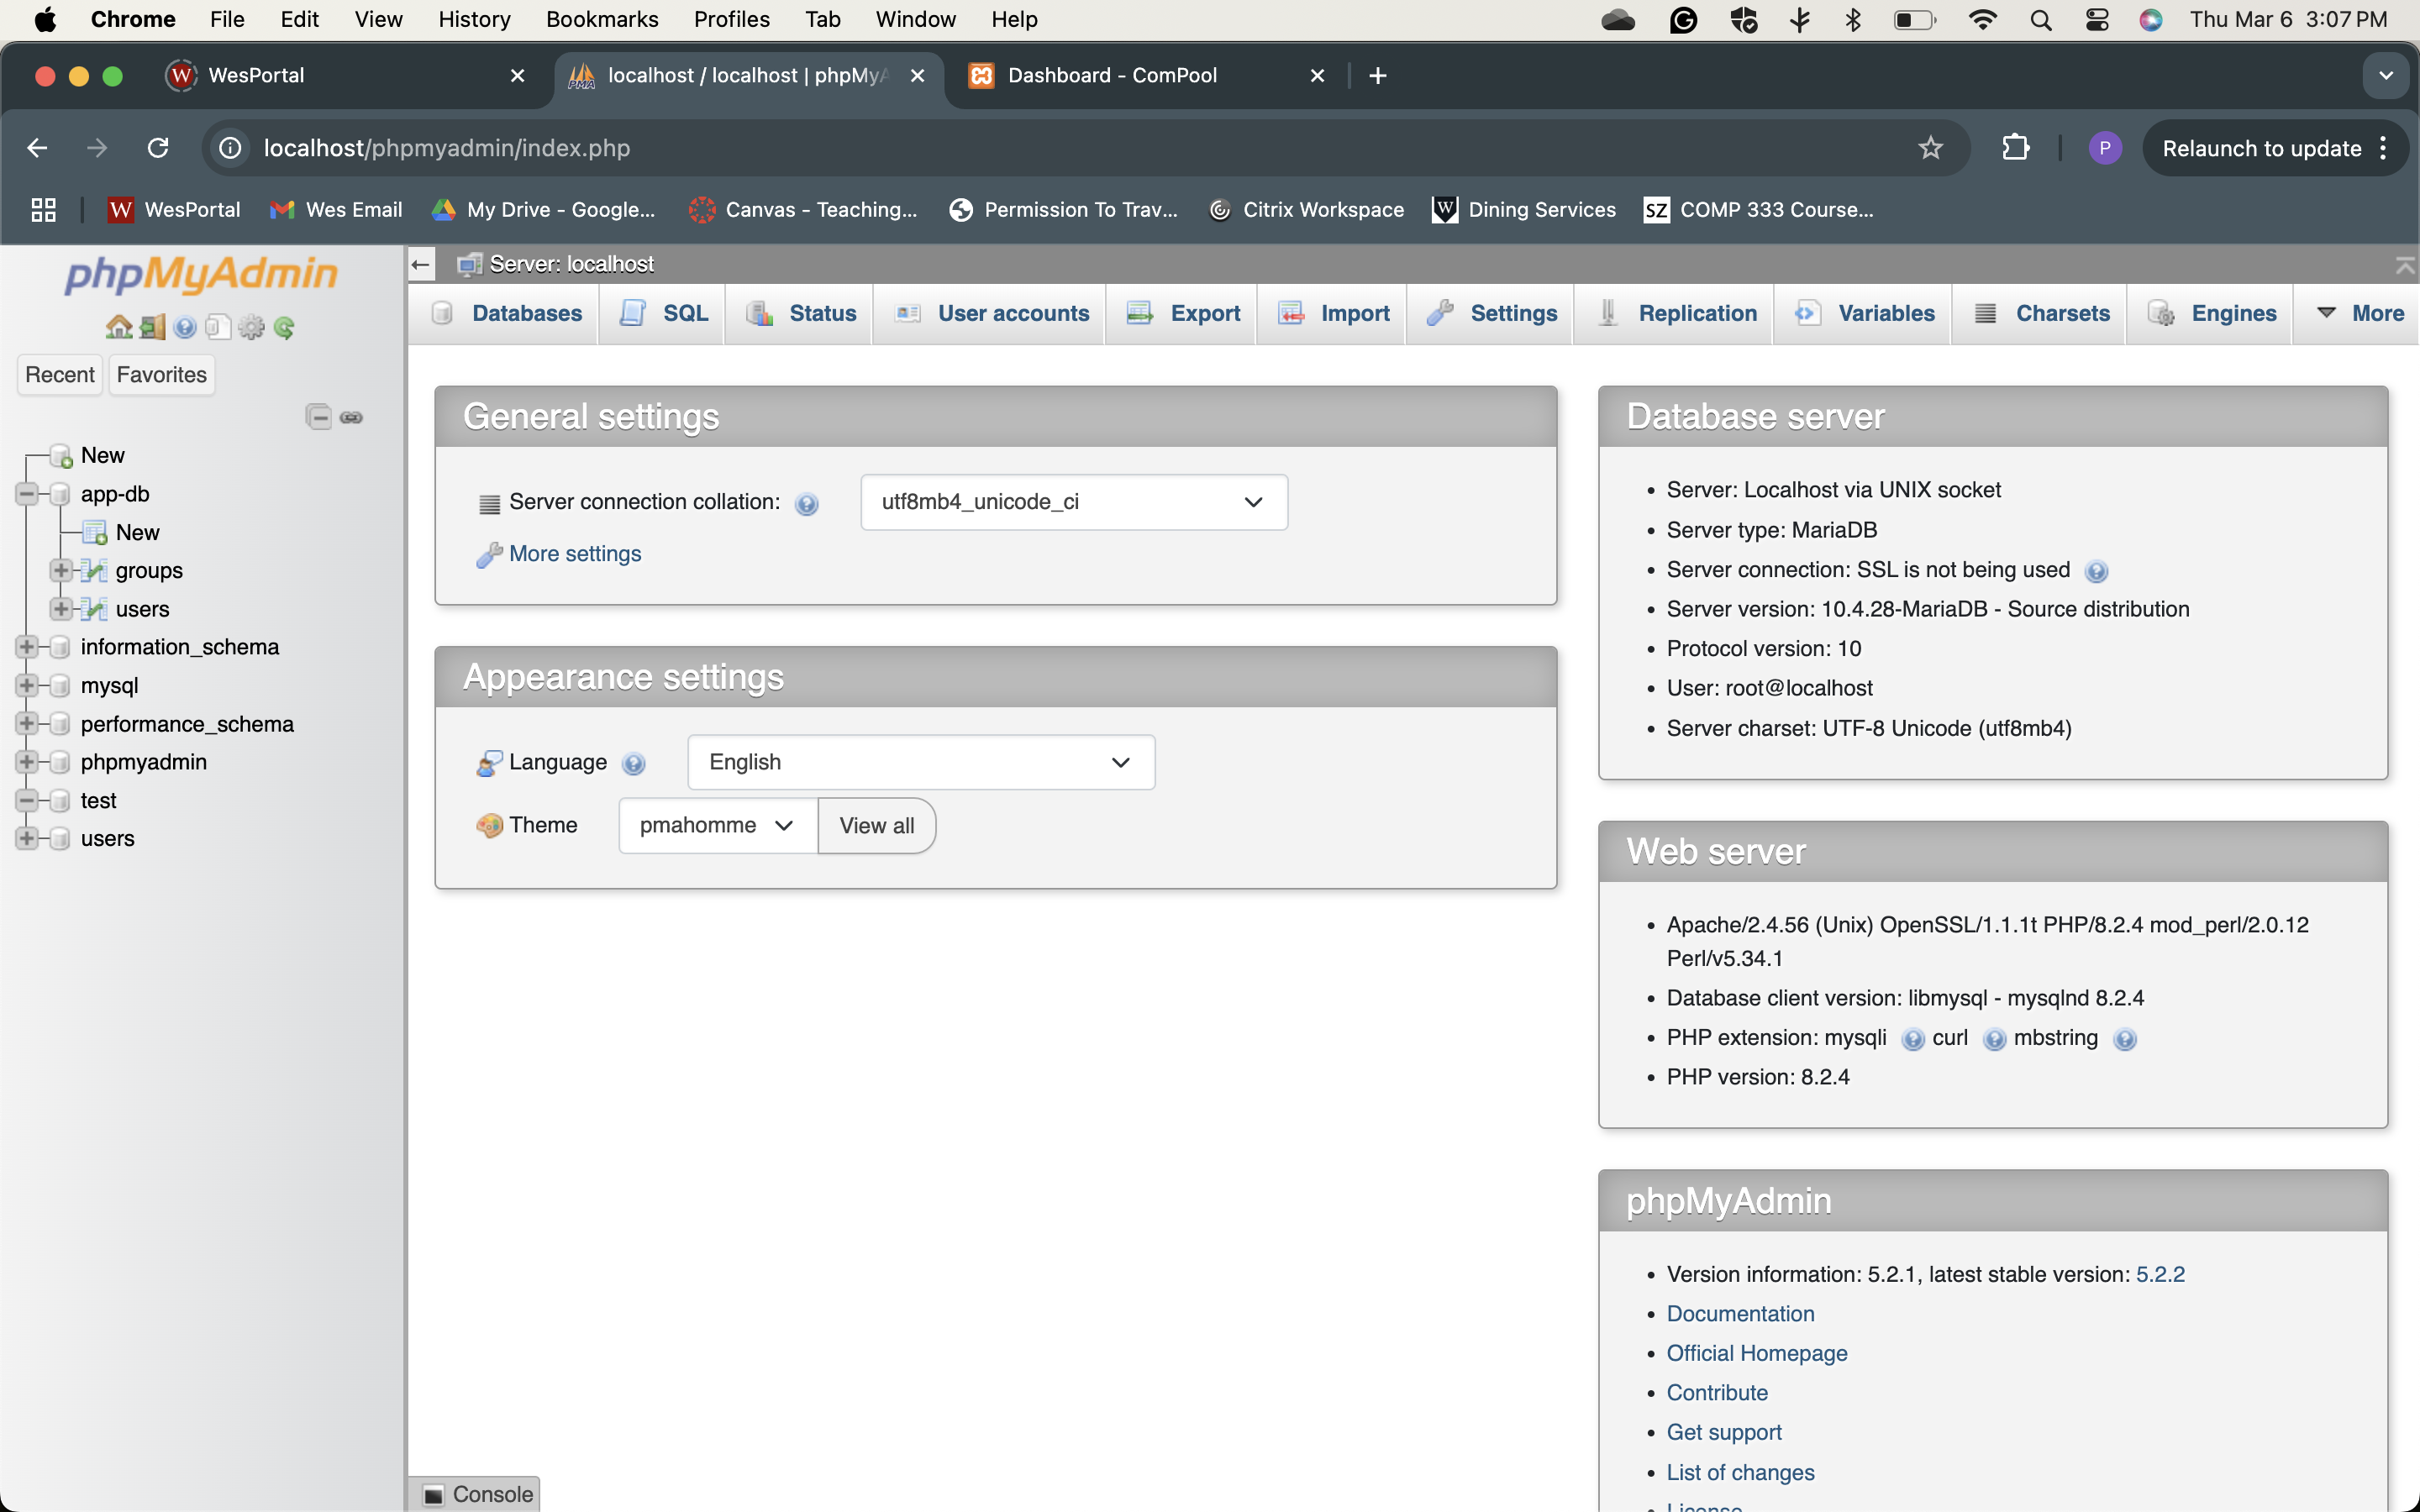 Chrome File Edit View History Bookmarks Profiles Tab Window Help Thu Mar 6 3:07 PM
WesPortal
localhost / localhost | phpMyA
Dashboard - ComPool
localhost/phpmyadmin/index.php
P
Relaunch to update
WesPortal Wes Email My Drive - Google... Canvas - Teaching... Permission To Trav... Citrix Workspace Dining Services SZ COMP 333 Course...
phpMyAdmin
Recent Favorites
New
app-db
New
groups
users
information_schema
mysql
performance_schema
phpmyadmin
test
users
Server: localhost
Databases SQL Status User accounts Export Import Settings Replication Variables Charsets Engines More
General settings
Server connection collation: utf8mb4_unicode_ci
More settings
Appearance settings
Language English
Theme pmahomme View all
Database server
Server: Localhost via UNIX socket
Server type: MariaDB
Server connection: SSL is not being used
Server version: 10.4.28-MariaDB - Source distribution
Protocol version: 10
User: root@localhost
Server charset: UTF-8 Unicode (utf8mb4)
Web server
Apache/2.4.56 (Unix) OpenSSL/1.1.1t PHP/8.2.4 mod_perl/2.0.12
Perl/v5.34.1
Database client version: libmysql - mysqlnd 8.2.4
PHP extension: mysqli curl mbstring
PHP version: 8.2.4
phpMyAdmin
Version information: 5.2.1, latest stable version: 5.2.2
Documentation
Official Homepage
Contribute
Get support
List of changes
License
Console